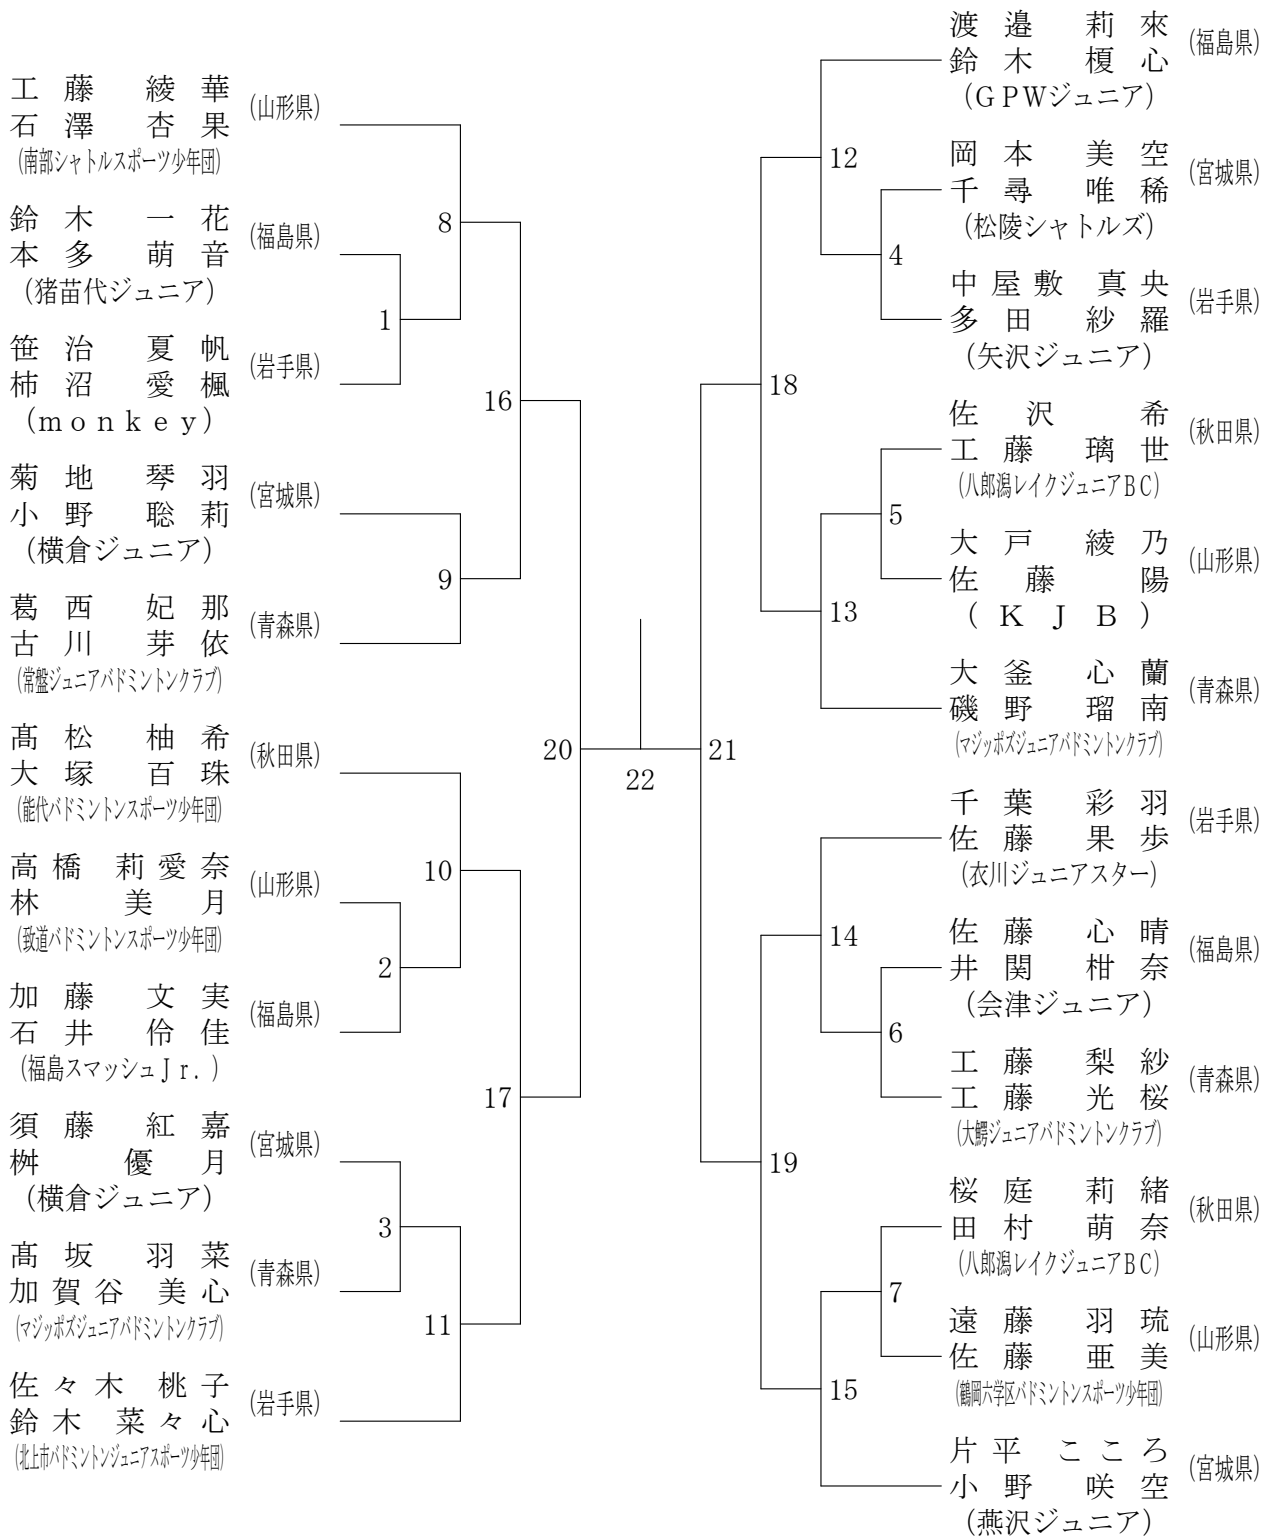 工藤 綾華
石澤 杏果
(山形県)
(南部シャトルスポーツ少年団)
鈴木 一花
本多 萌音
(福島県)
(猪苗代ジュニア)
笹治 夏帆
柿沼 愛楓
(岩手県)
(monkey)
菊地 琴羽
小野 聡莉
(宮城県)
(横倉ジュニア)
葛西 妃那
古川 芽依
(青森県)
(常盤ジュニアバドミントンクラブ)
髙松 柚希
大塚 百珠
(秋田県)
(能代バドミントンスポーツ少年団)
高橋 莉愛奈
林 美月
(山形県)
(致道バドミントンスポーツ少年団)
加藤 文実
石井 伶佳
(福島県)
(福島スマッシュJr.)
須藤 紅嘉
桝 優月
(宮城県)
(横倉ジュニア)
髙坂 羽菜
加賀谷 美心
(青森県)
(マジッポズジュニアバドミントンクラブ)
佐々木 桃子
鈴木 菜々心
(岩手県)
(北上市バドミントンジュニアスポーツ少年団)
1
2
3
8
9
10
11
16
17
20
22
21
18
19
12
13
14
15
4
5
6
7
渡邉 莉來
鈴木 榎心
(福島県)
(GPWジュニア)
岡本 美空
千尋 唯稀
(宮城県)
(松陵シャトルズ)
中屋敷 真央
多田 紗羅
(岩手県)
(矢沢ジュニア)
佐沢 希
工藤 璃世
(秋田県)
(八郎潟レイクジュニアBC)
大戸 綾乃
佐藤 陽
(山形県)
(KJB)
大釜 心蘭
磯野 瑠南
(青森県)
(マジッポズジュニアバドミントンクラブ)
千葉 彩羽
佐藤 果歩
(岩手県)
(衣川ジュニアスター)
佐藤 心晴
井関 柑奈
(福島県)
(会津ジュニア)
工藤 梨紗
工藤 光桜
(青森県)
(大鰐ジュニアバドミントンクラブ)
桜庭 莉緒
田村 萌奈
(秋田県)
(八郎潟レイクジュニアBC)
遠藤 羽琉
佐藤 亜美
(山形県)
(鶴岡六学区バドミントンスポーツ少年団)
片平 こころ
小野 咲空
(宮城県)
(燕沢ジュニア)